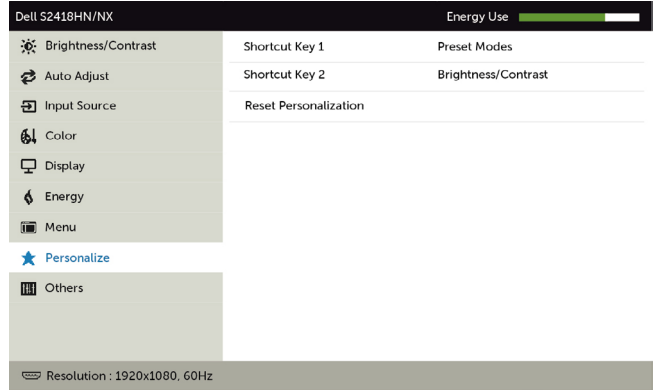 Dell S2418HN/NX Energy Use
Brightness/Contrast
Auto Adjust
Input Source
Color
Display
Energy
Menu
Personalize
Others
Shortcut Key 1 Preset Modes
Shortcut Key 2 Brightness/Contrast
Reset Personalization
Resolution : 1920x1080, 60Hz